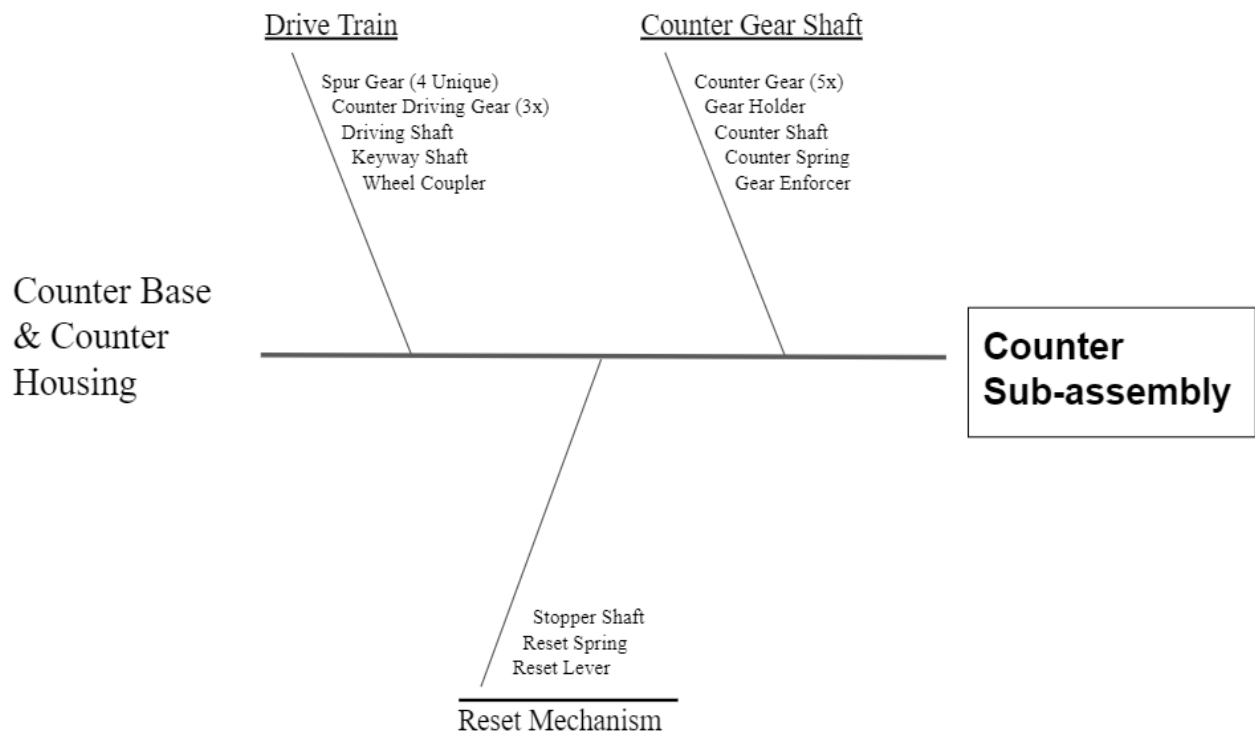 Drive Train
Spur Gear (4 Unique)
Counter Driving Gear (3x)
Driving Shaft
Keyway Shaft
Wheel Coupler
Counter Gear Shaft
Counter Gear (5x)
Gear Holder
Counter Shaft
Counter Spring
Gear Enforcer
Counter Base
& Counter
Housing
Counter
Sub-assembly
Stopper Shaft
Reset Spring
Reset Lever
Reset Mechanism